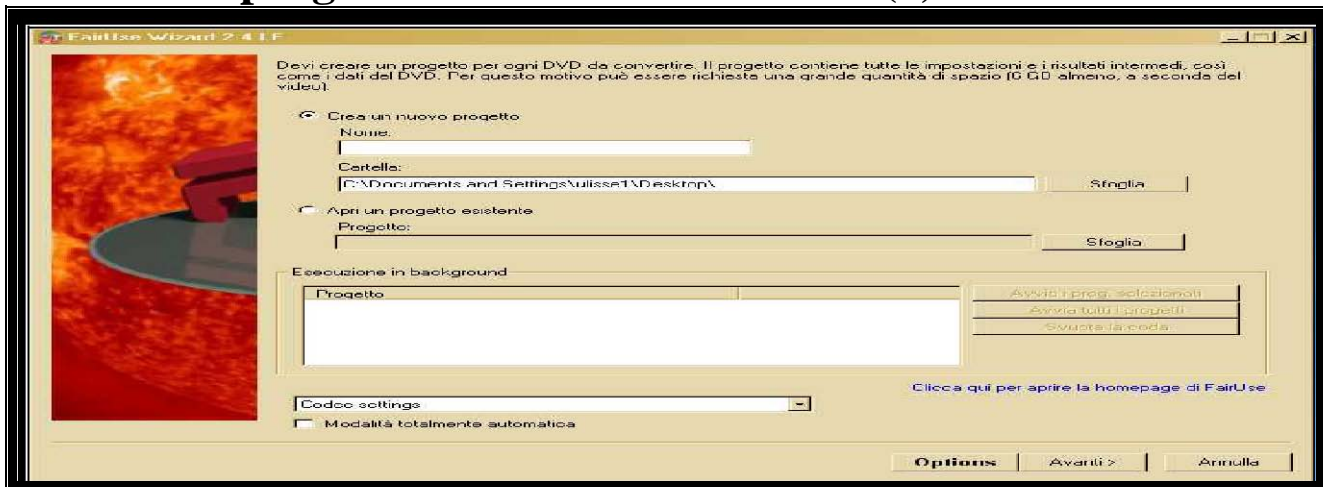 FairUse Wizard 2.4 LE
Devi creare un progetto per ogni DVD da convertire. Il progetto contiene tutte le impostazioni e i risultati intermedi, così
come i dati del DVD. Per questo motivo può essere richiesta una grande quantità di spazio (6 GB almeno, a seconda del
video).
Crea un nuovo progetto
Nome:
Cartella:
C:\Documents and Settings\ulisse1\Desktop\
Sfoglia
Apri un progetto esistente
Progetto:
Sfoglia
Esecuzione in background
Progetto
Avvia i prog. selezionati
Avvia tutti i progetti
Svuota la coda
Clicca qui per aprire la homepage di FairUse
Codec settings
Modalità totalmente automatica
Options
Avanti >
Annulla